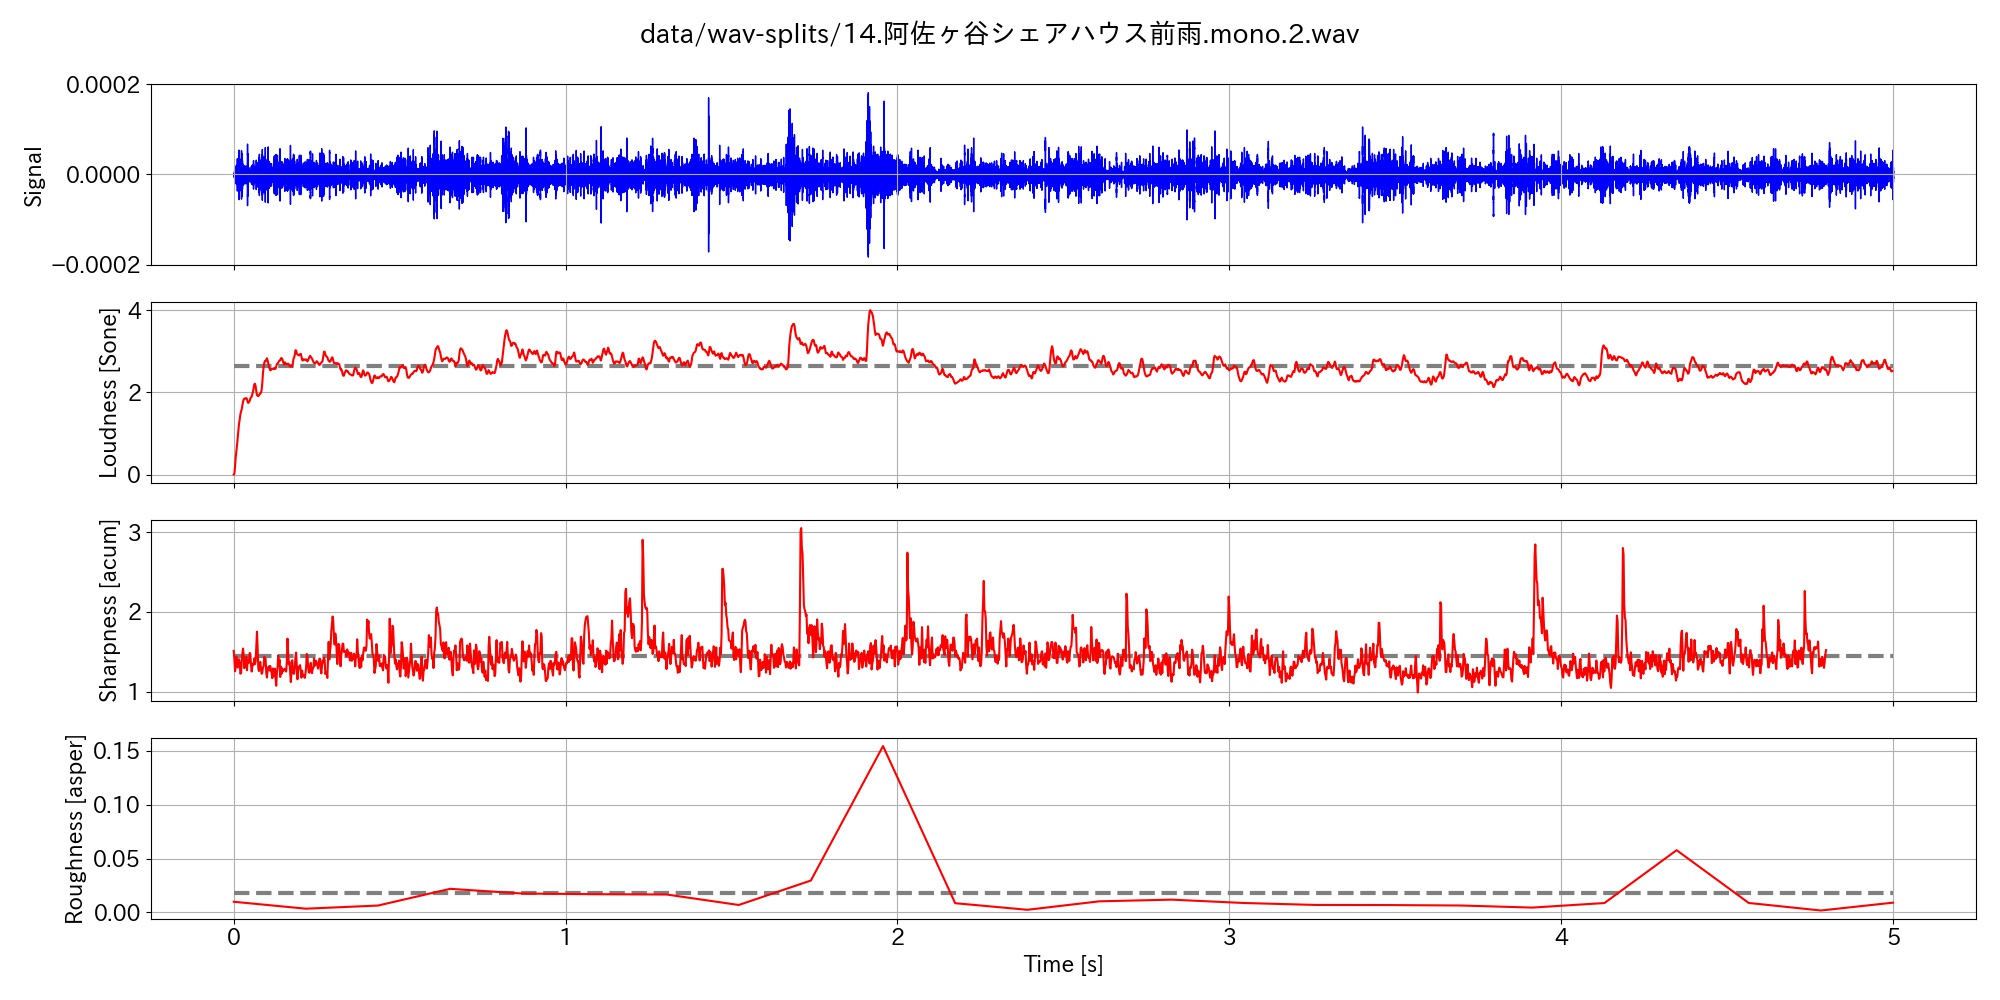 data/wav-splits/14.阿佐ヶ谷シェアハウス前雨.mono.2.wav
0.0002
0.0000
−0.0002
Signal
4
2
0
Loudness [Sone]
3
2
1
Sharpness [acum]
0.15
0.10
0.05
0.00
Roughness [asper]
0 1 2 3 4 5
Time [s]